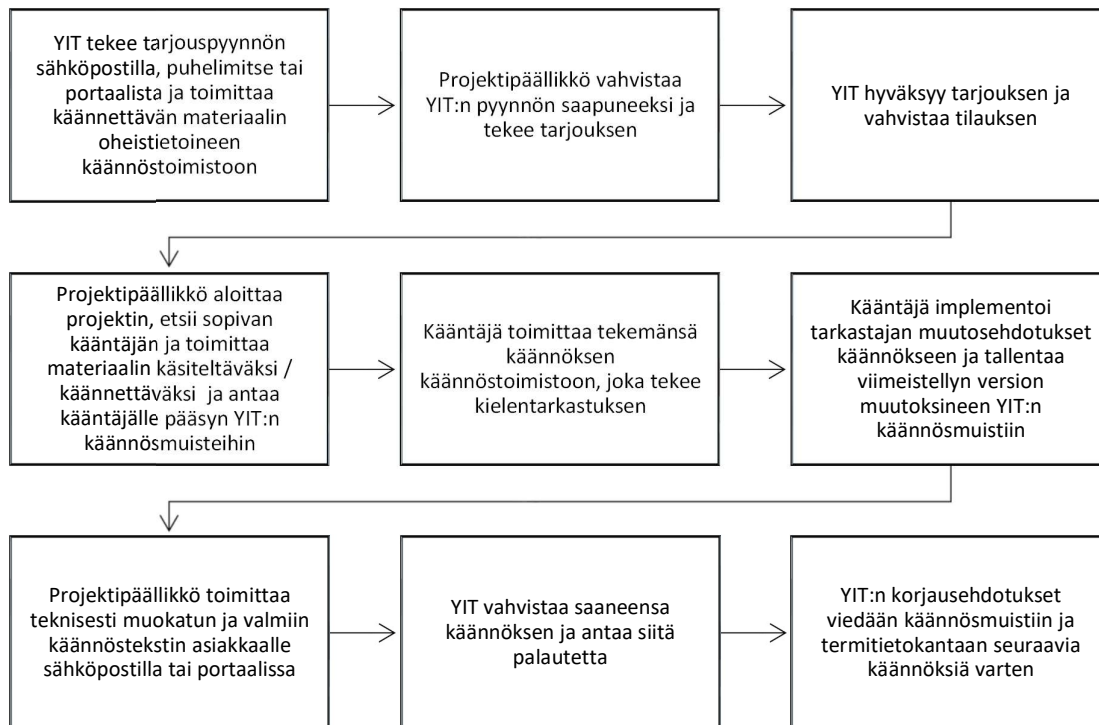 YIT tekee tarjouspyynnön
sähköpostilla, puhelimitse tai
portaalista ja toimittaa
käännettävän materiaalin
oheistietoineen
käännöstoimistoon
Projektipäällikkö vahvistaa
YIT:n pyynnön saapuneeksi ja
tekee tarjouksen
YIT hyväksyy tarjouksen ja
vahvistaa tilauksen
Projektipäällikkö aloittaa
projektin, etsii sopivan
kääntäjän ja toimittaa
materiaalin käsiteltäväksi /
käännettäväksi ja antaa
kääntäjälle pääsyn YIT:n
käännösmuisteihin
Kääntäjä toimittaa tekemänsä
käännöksen
käännöstoimistoon, joka tekee
kielentarkastuksen
Kääntäjä implementoi
tarkastajan muutosehdotukset
käännökseen ja tallentaa
viimeistellyn version
muutoksineen YIT:n
käännösmuistiin
Projektipäällikkö toimittaa
teknisesti muokatun ja valmiin
käännöstekstin asiakkaalle
sähköpostilla tai portaalissa
YIT vahvistaa saaneensa
käännöksen ja antaa siitä
palautetta
YIT:n korjausehdotukset
viedään käännösmuistiin ja
termitietokantaan seuraavia
käännöksiä varten